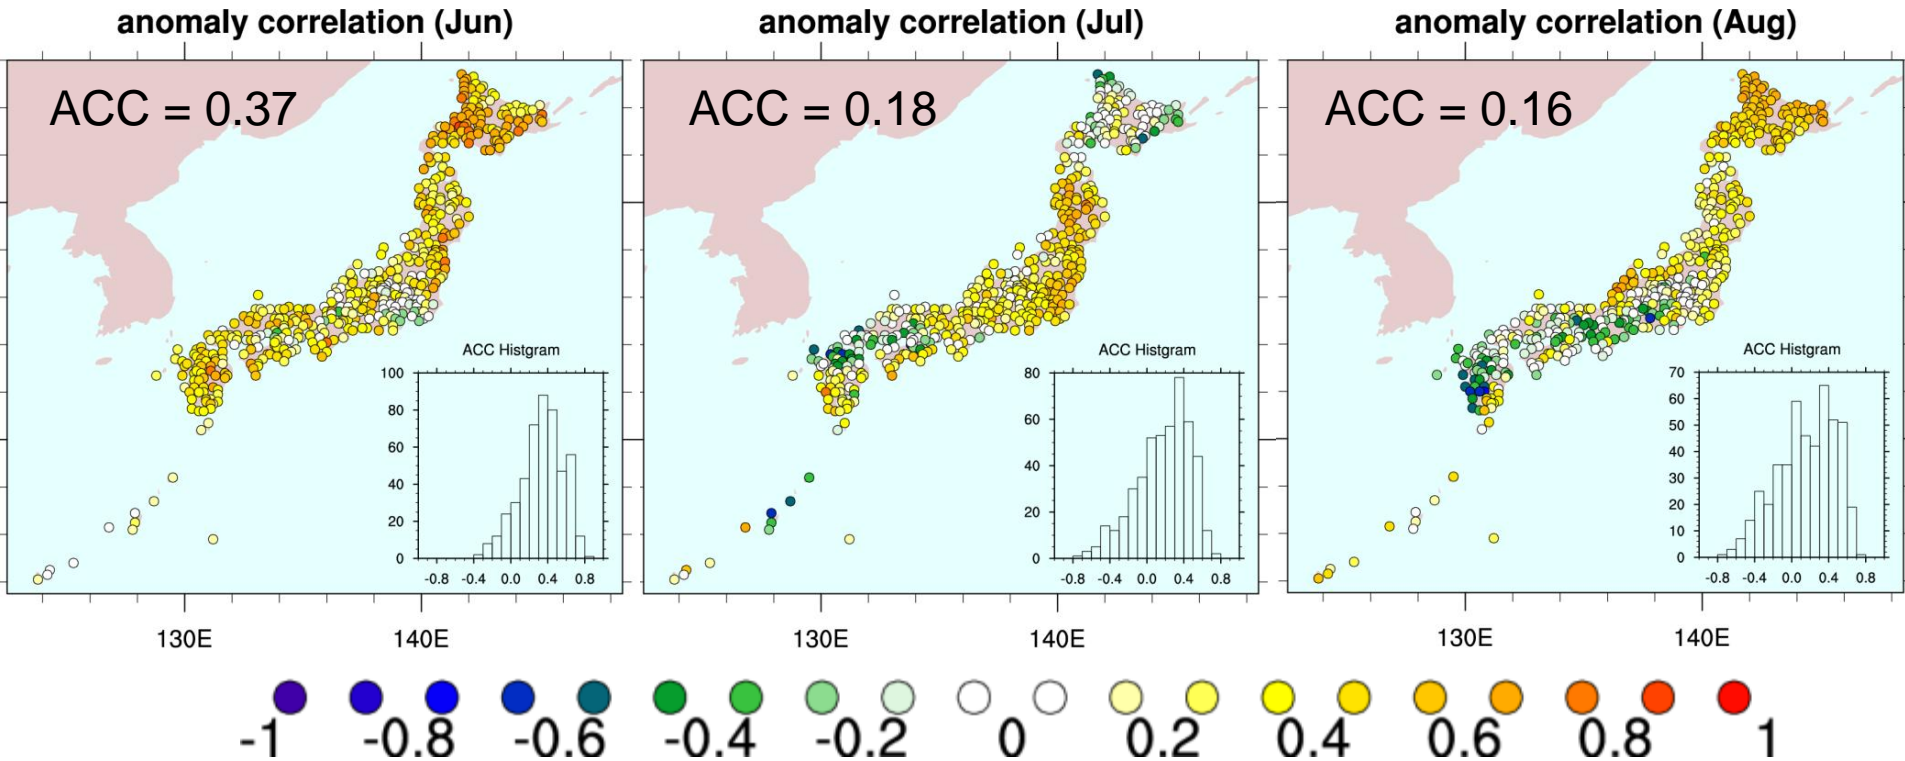 anomaly correlation (Jun)
anomaly correlation (Jul)
anomaly correlation (Aug)
ACC = 0.37
ACC = 0.18
ACC = 0.16
ACC Histgram
100
80
60
40
20
0
-0.8 -0.4 0.0 0.4 0.8
ACC Histgram
80
60
40
20
0
-0.8 -0.4 0.0 0.4 0.8
ACC Histgram
70
60
50
40
30
20
10
0
-0.8 -0.4 0.0 0.4 0.8
130E 140E
130E 140E
130E 140E
-1 -0.8 -0.6 -0.4 -0.2 0 0.2 0.4 0.6 0.8 1